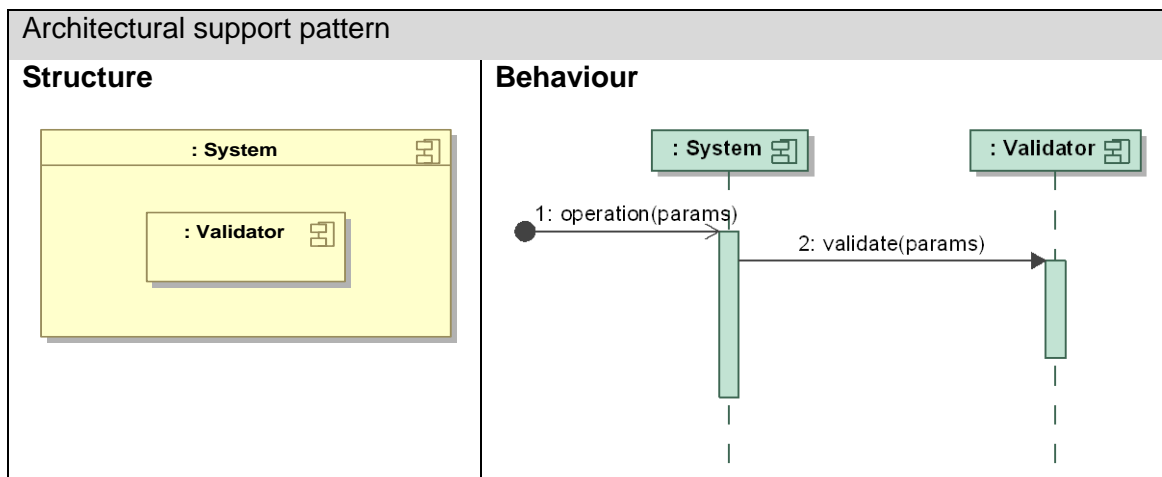 Architectural support pattern
Structure
Behaviour
: System
: Validator
: System
: Validator
1: operation(params)
2: validate(params)